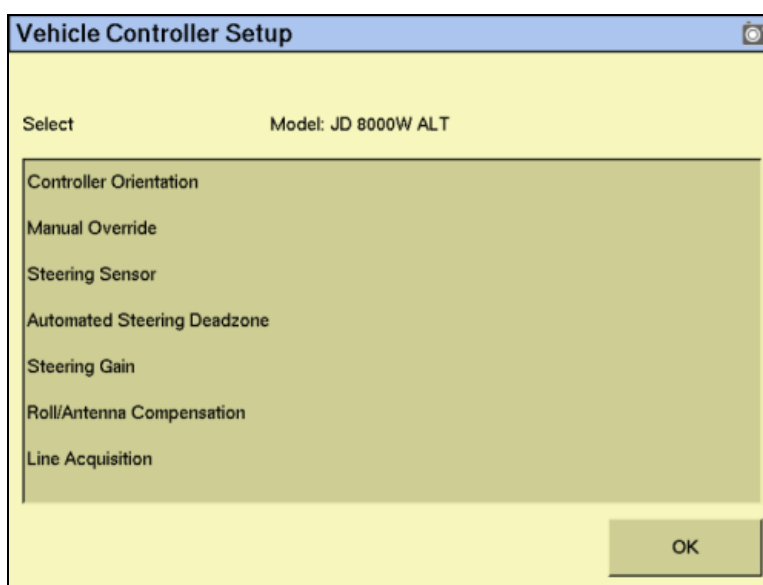 Vehicle Controller Setup
Select Model: JD 8000W ALT
Controller Orientation
Manual Override
Steering Sensor
Automated Steering Deadzone
Steering Gain
Roll/Antenna Compensation
Line Acquisition
OK